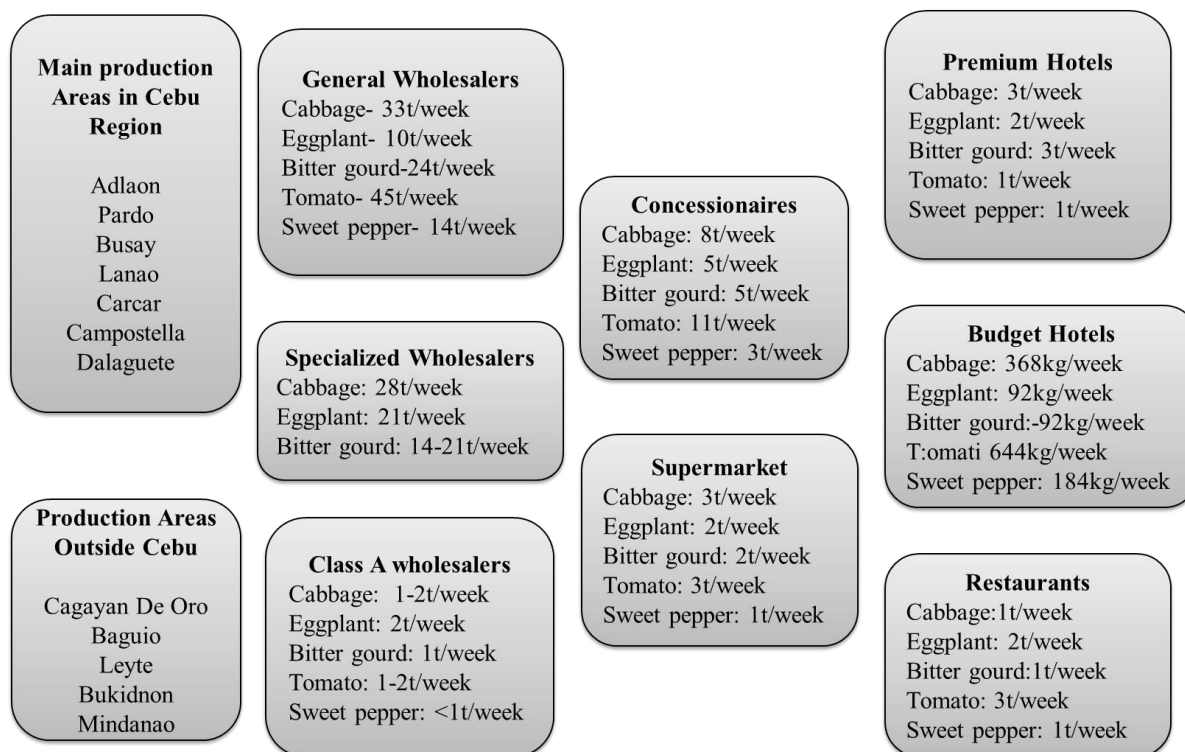 Main production
Areas in Cebu
Region
Adlaon
Pardo
Busay
Lanao
Carcar
Campostella
Dalaguete
Production Areas
Outside Cebu
Cagayan De Oro
Baguio
Leyte
Bukidnon
Mindanao
General Wholesalers
Cabbage- 33t/week
Eggplant- 10t/week
Bitter gourd-24t/week
Tomato- 45t/week
Sweet pepper- 14t/week
Specialized Wholesalers
Cabbage: 28t/week
Eggplant: 21t/week
Bitter gourd: 14-21t/week
Class A wholesalers
Cabbage: 1-2t/week
Eggplant: 2t/week
Bitter gourd: 1t/week
Tomato: 1-2t/week
Sweet pepper: <1t/week
Concessionaires
Cabbage: 8t/week
Eggplant: 5t/week
Bitter gourd: 5t/week
Tomato: 11t/week
Sweet pepper: 3t/week
Supermarket
Cabbage: 3t/week
Eggplant: 2t/week
Bitter gourd: 2t/week
Tomato: 3t/week
Sweet pepper: 1t/week
Premium Hotels
Cabbage: 3t/week
Eggplant: 2t/week
Bitter gourd: 3t/week
Tomato: 1t/week
Sweet pepper: 1t/week
Budget Hotels
Cabbage: 368kg/week
Eggplant: 92kg/week
Bitter gourd:-92kg/week
T:omati 644kg/week
Sweet pepper: 184kg/week
Restaurants
Cabbage:1t/week
Eggplant: 2t/week
Bitter gourd:1t/week
Tomato: 3t/week
Sweet pepper: 1t/week